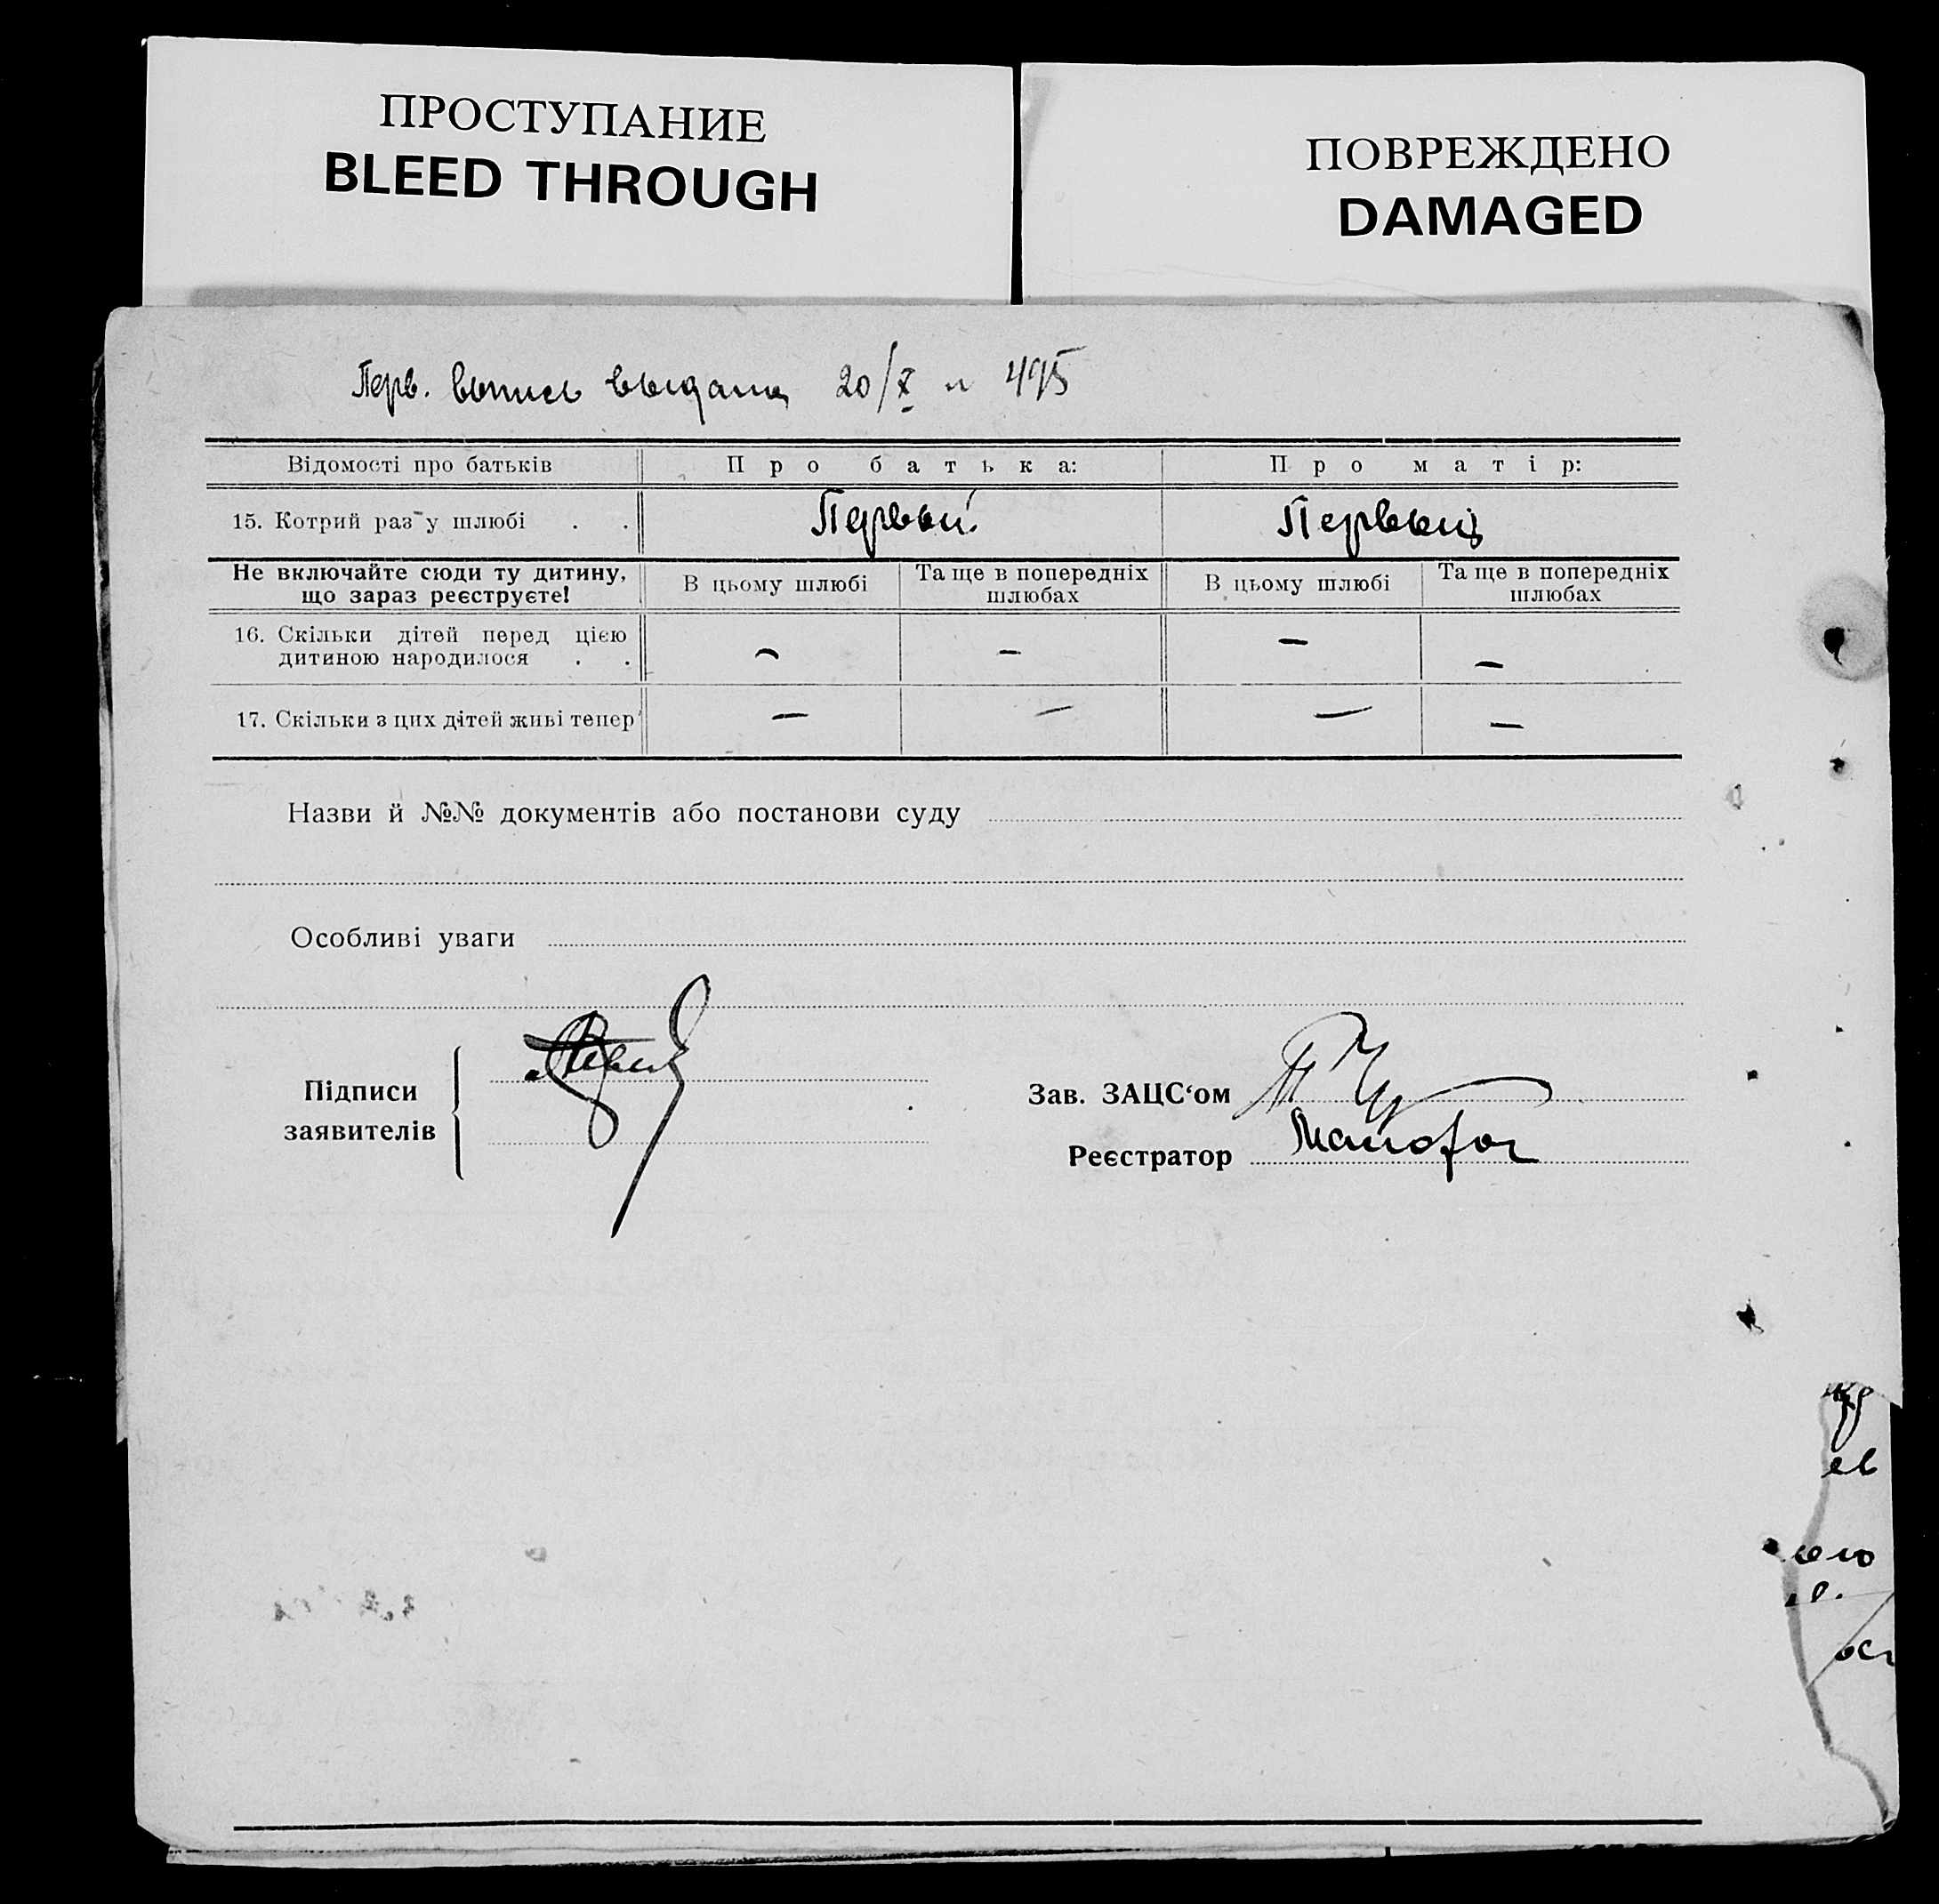 ПРОСТУПАНИЕ
BLEED THROUGH
ПОВРЕЖДЕНО
DAMAGED
Перв. выпись выдана 20/X № 495
Відомості про батьків Про батька: Про матір:
15. Котрий раз у шлюбі . . Первый Первый
Не включайте сюди ту дитину, що зараз реєструєте! В цьому шлюбі Та ще в попередніх шлюбах В цьому шлюбі Та ще в попередніх шлюбах
16. Скільки дітей перед цією
дитиною народилося . . — — — —
17. Скільки з цих дітей живі тепер — — — —
Назви й №№ документів або постанови суду
Особливі уваги
Підписи
заявителів
Зав. ЗАЦС‘ом
Реєстратор